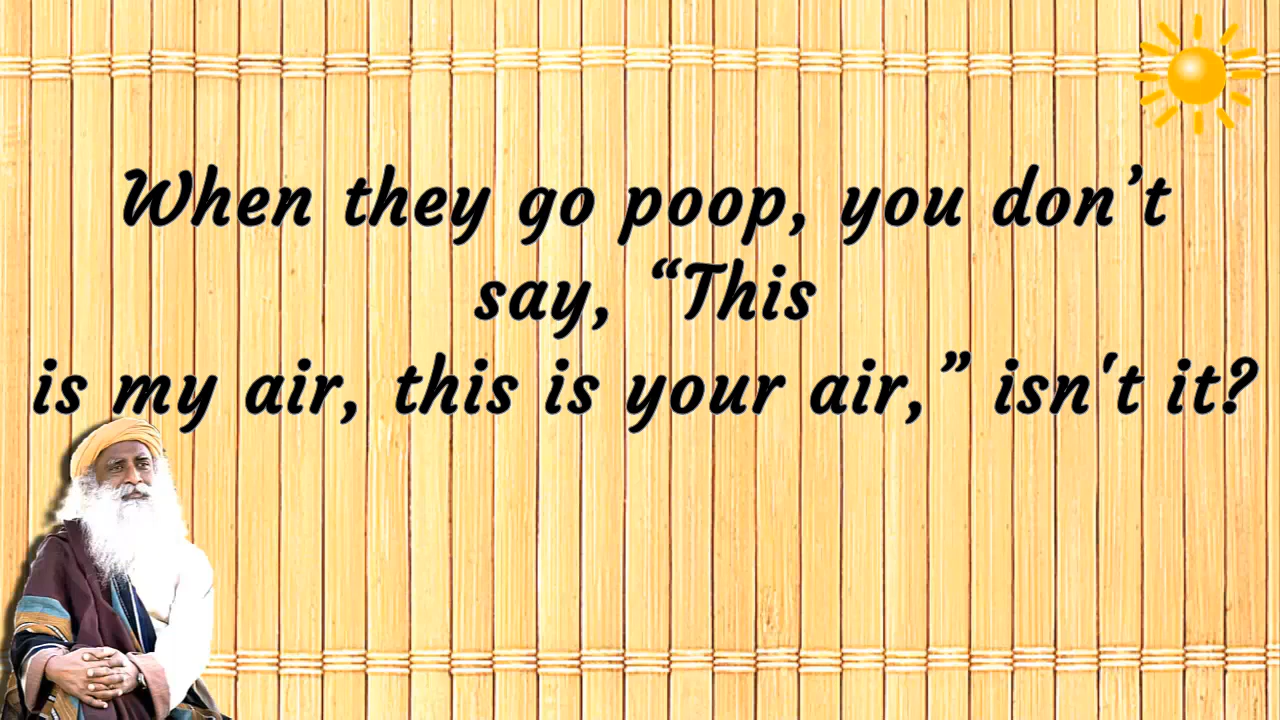 When they go poop, you don’t
say, “This
is my air, this is your air,” isn't it?